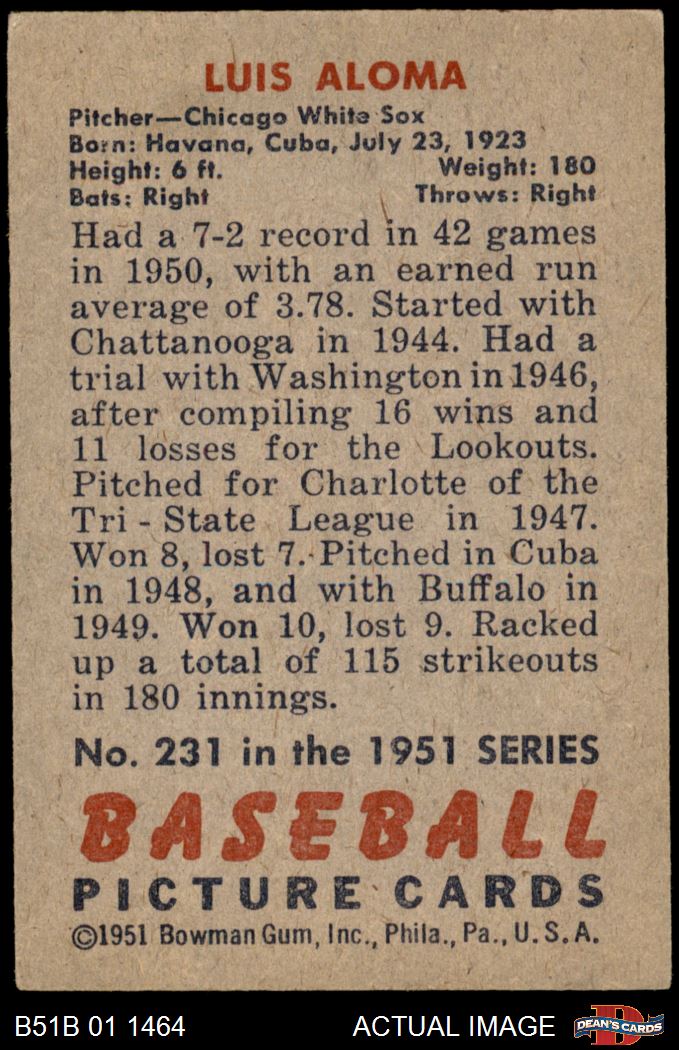 LUIS ALOMA
Pitcher—Chicago White Sox
Born: Havana, Cuba, July 23, 1923
Height: 6 ft. Weight: 180
Bats: Right Throws: Right
Had a 7-2 record in 42 games
in 1950, with an earned run
average of 3.78. Started with
Chattanooga in 1944. Had a
trial with Washington in 1946,
after compiling 16 wins and
11 losses for the Lookouts.
Pitched for Charlotte of the
Tri - State League in 1947.
Won 8, lost 7. Pitched in Cuba
in 1948, and with Buffalo in
1949. Won 10, lost 9. Racked
up a total of 115 strikeouts
in 180 innings.
No. 231 in the 1951 SERIES
BASEBALL
PICTURE CARDS
©1951 Bowman Gum, Inc., Phila., Pa., U.S.A.
B51B 01 1464 ACTUAL IMAGE D DEAN'S CARDS